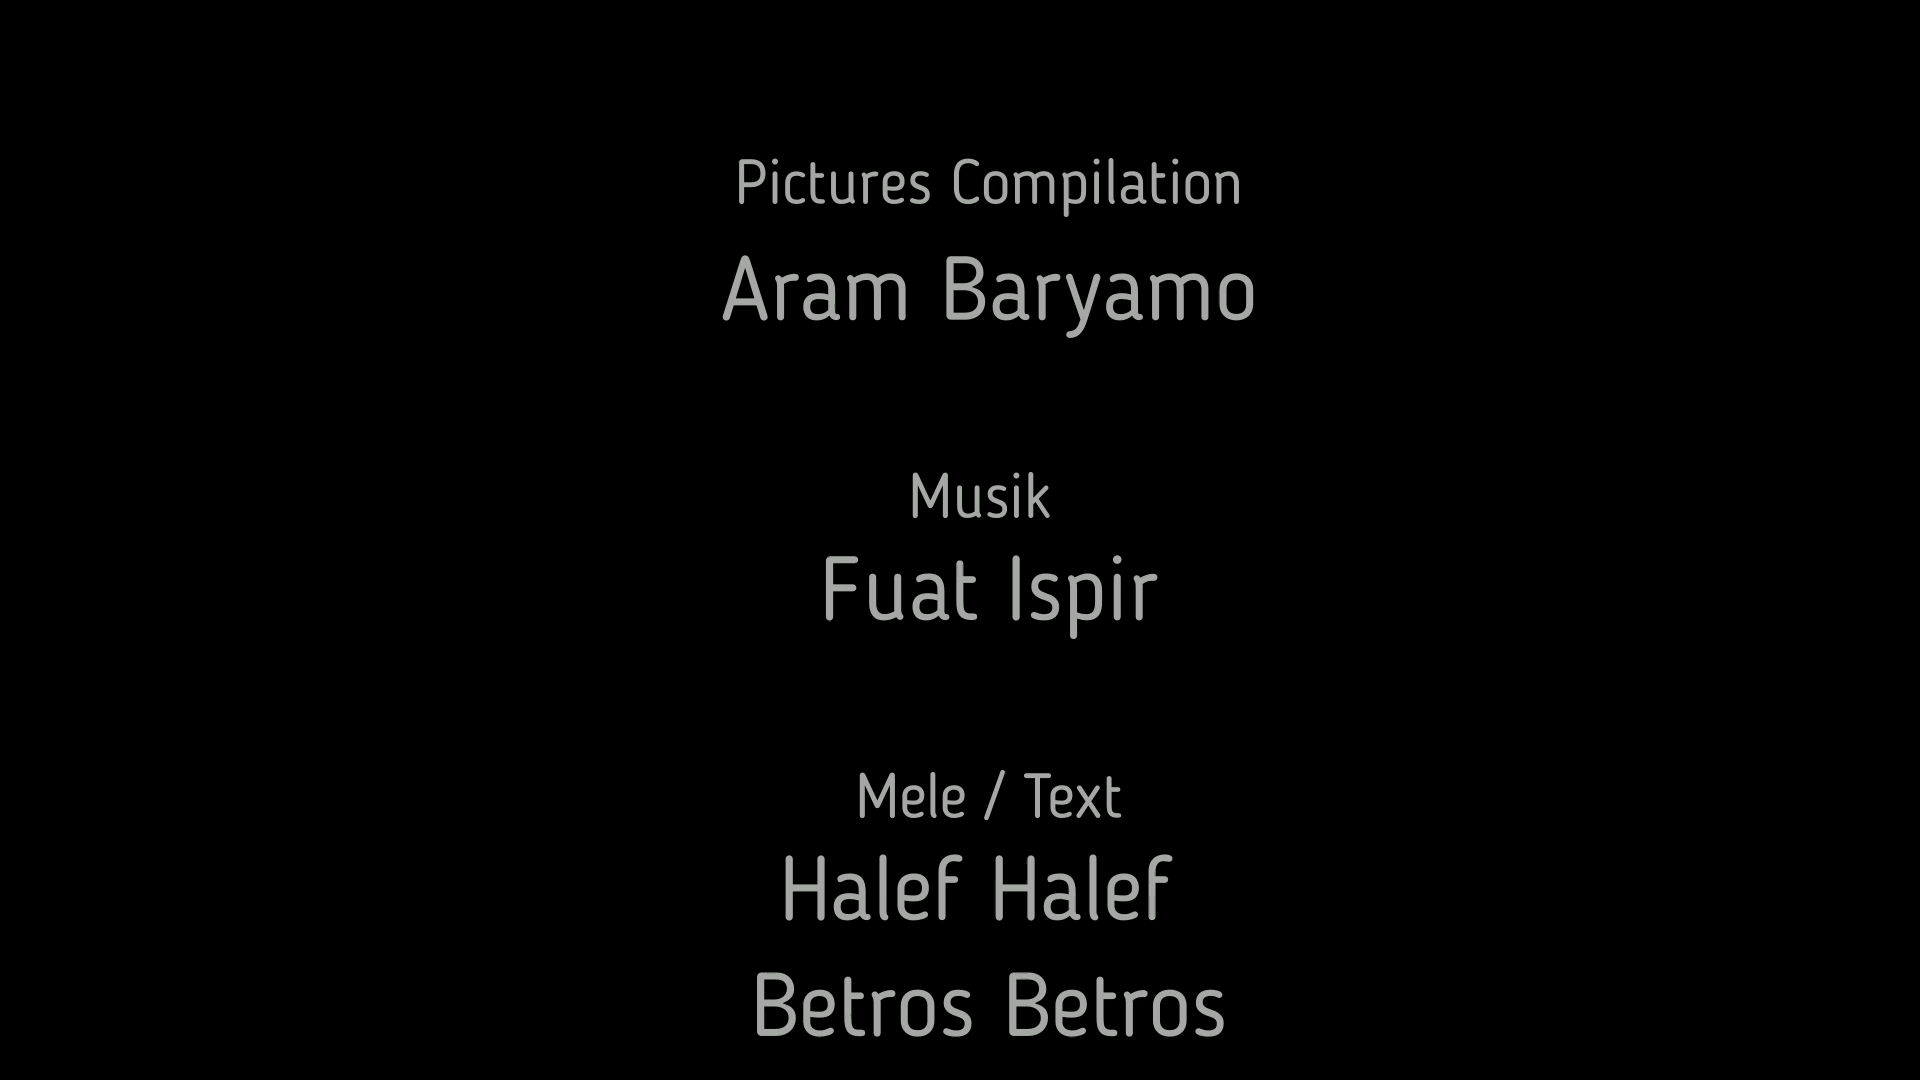 Pictures Compilation
Aram Baryamo
Musik
Fuat Ispir
Mele / Text
Halef Halef
Betros Betros